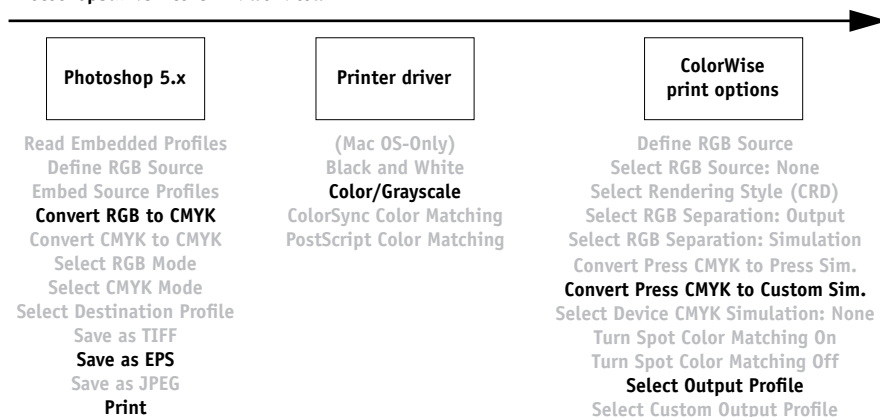 Photoshop 5.x
Read Embedded Profiles
Define RGB Source
Embed Source Profiles
Convert RGB to CMYK
Convert CMYK to CMYK
Select RGB Mode
Select CMYK Mode
Select Destination Profile
Save as TIFF
Save as EPS
Save as JPEG
Print
Printer driver
(Mac OS-Only)
Black and White
Color/Grayscale
ColorSync Color Matching
PostScript Color Matching
ColorWise
print options
Define RGB Source
Select RGB Source: None
Select Rendering Style (CRD)
Select RGB Separation: Output
Select RGB Separation: Simulation
Convert Press CMYK to Press Sim.
Convert Press CMYK to Custom Sim.
Select Device CMYK Simulation: None
Turn Spot Color Matching On
Turn Spot Color Matching Off
Select Output Profile
Select Custom Output Profile